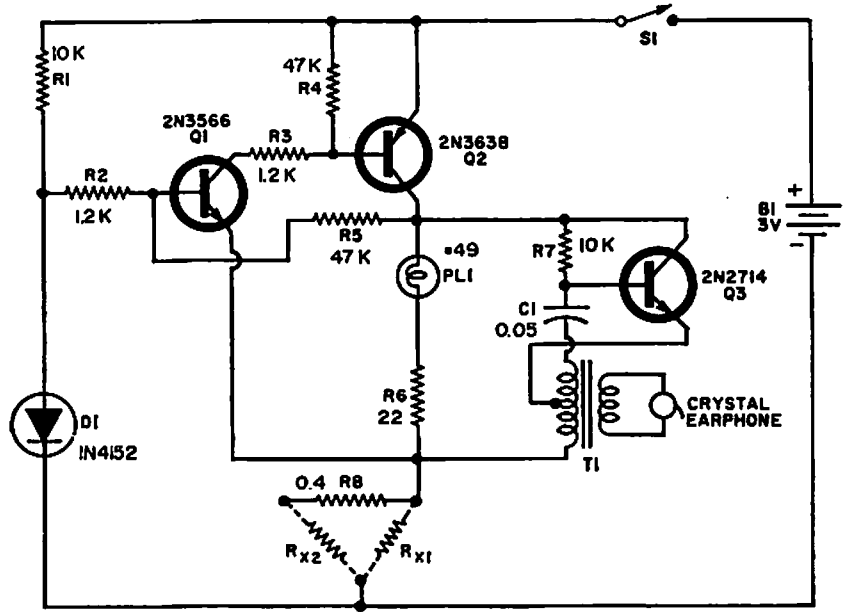 S1
10K
R1
47K
R4
2N3566
Q1
R3
1.2K
2N3638
Q2
R2
1.2K
+
B1
3V
-
R5
47K
#49
PL1
R7
10K
2N2714
Q3
C1
0.05
R6
22
D1
1N4152
CRYSTAL
EARPHONE
T1
0.4 R8
RX2
RX1